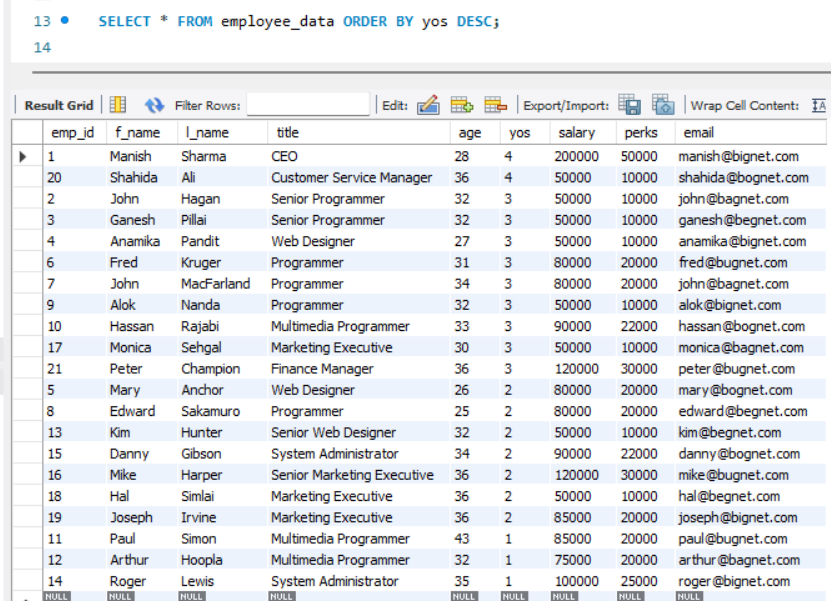 13 SELECT * FROM employee_data ORDER BY yos DESC;
14
Result Grid Filter Rows: Edit: Export/Import: Wrap Cell Content: IA
emp_id f_name l_name title age yos salary perks email
1 Manish Sharma CEO 28 4 200000 50000 manish@bignet.com
20 Shahida Ali Customer Service Manager 36 4 50000 10000 shahida@bognet.com
2 John Hagan Senior Programmer 32 3 50000 10000 john@bagnet.com
3 Ganesh Pillai Senior Programmer 32 3 50000 10000 ganesh@begnet.com
4 Anamika Pandit Web Designer 27 3 50000 10000 anamika@bignet.com
6 Fred Kruger Programmer 31 3 80000 20000 fred@bugnet.com
7 John MacFarland Programmer 34 3 80000 20000 john@bagnet.com
9 Alok Nanda Programmer 32 3 50000 10000 alok@bignet.com
10 Hassan Rajabi Multimedia Programmer 33 3 90000 22000 hassan@bognet.com
17 Monica Sehgal Marketing Executive 30 3 50000 10000 monica@bagnet.com
21 Peter Champion Finance Manager 36 3 120000 30000 peter@bugnet.com
5 Mary Anchor Web Designer 26 2 80000 20000 mary@bognet.com
8 Edward Sakamuro Programmer 25 2 80000 20000 edward@begnet.com
13 Kim Hunter Senior Web Designer 32 2 50000 10000 kim@begnet.com
15 Danny Gibson System Administrator 34 2 90000 22000 danny@bognet.com
16 Mike Harper Senior Marketing Executive 36 2 120000 30000 mike@bugnet.com
18 Hal Simlai Marketing Executive 36 2 50000 10000 hal@begnet.com
19 Joseph Irvine Marketing Executive 36 2 85000 20000 joseph@bignet.com
11 Paul Simon Multimedia Programmer 43 1 85000 20000 paul@bugnet.com
12 Arthur Hoopla Multimedia Programmer 32 1 75000 20000 arthur@bagnet.com
14 Roger Lewis System Administrator 35 1 100000 25000 roger@bignet.com
NULL NULL NULL NULL NULL NULL NULL NULL NULL